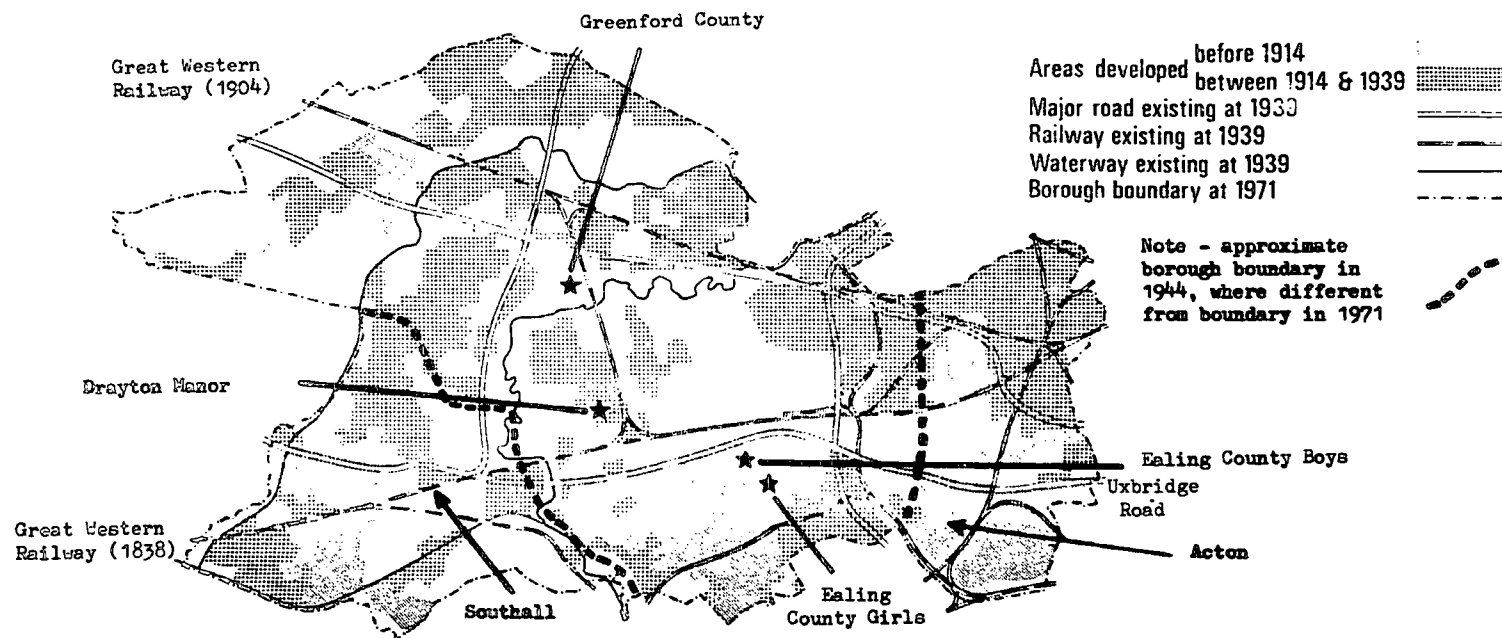 Greenford County
Great Western
Railway (1904)
Areas developed before 1914
between 1914 & 1939
Major road existing at 1939
Railway existing at 1939
Waterway existing at 1939
Borough boundary at 1971
Note - approximate
borough boundary in
1944, where different
from boundary in 1971
Drayton Manor
Ealing County Boys
Uxbridge
Road
Great Western
Railway (1838)
Acton
Southall
Ealing
County Girls